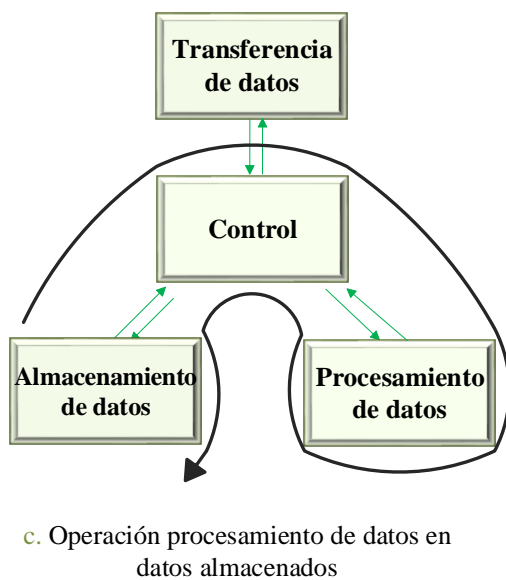 Transferencia
de datos
Control
Almacenamiento
de datos
Procesamiento
de datos
c. Operación procesamiento de datos en
datos almacenados